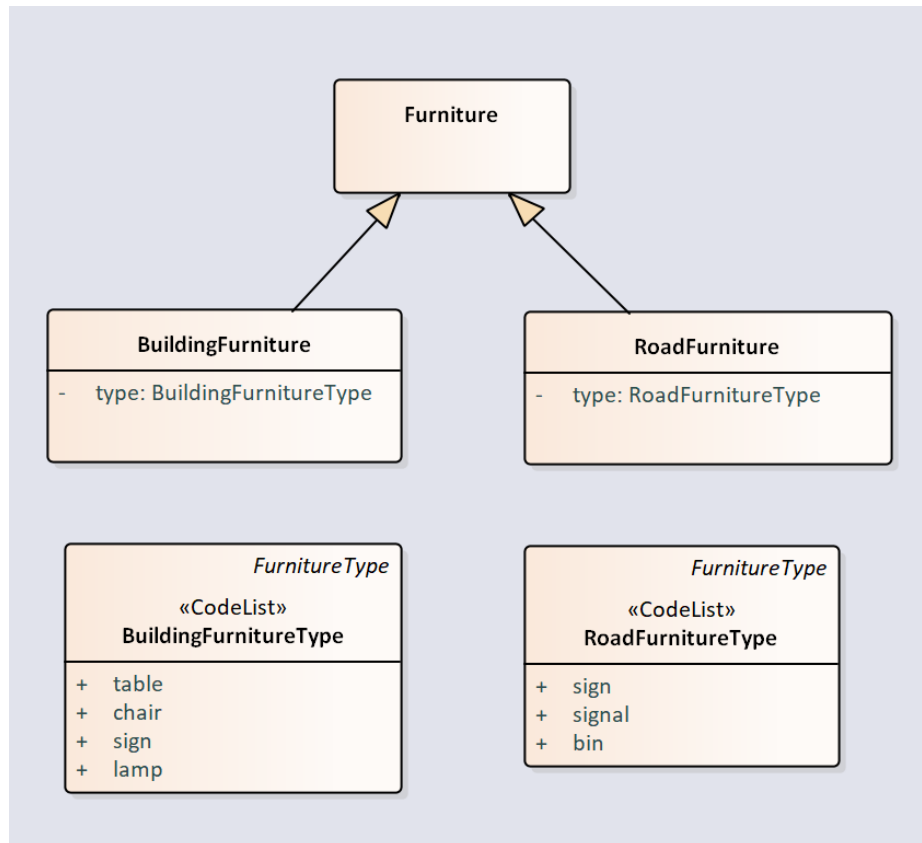 Furniture
BuildingFurniture
- type: BuildingFurnitureType
RoadFurniture
- type: RoadFurnitureType
FurnitureType
«CodeList»
BuildingFurnitureType
+ table
+ chair
+ sign
+ lamp
FurnitureType
«CodeList»
RoadFurnitureType
+ sign
+ signal
+ bin